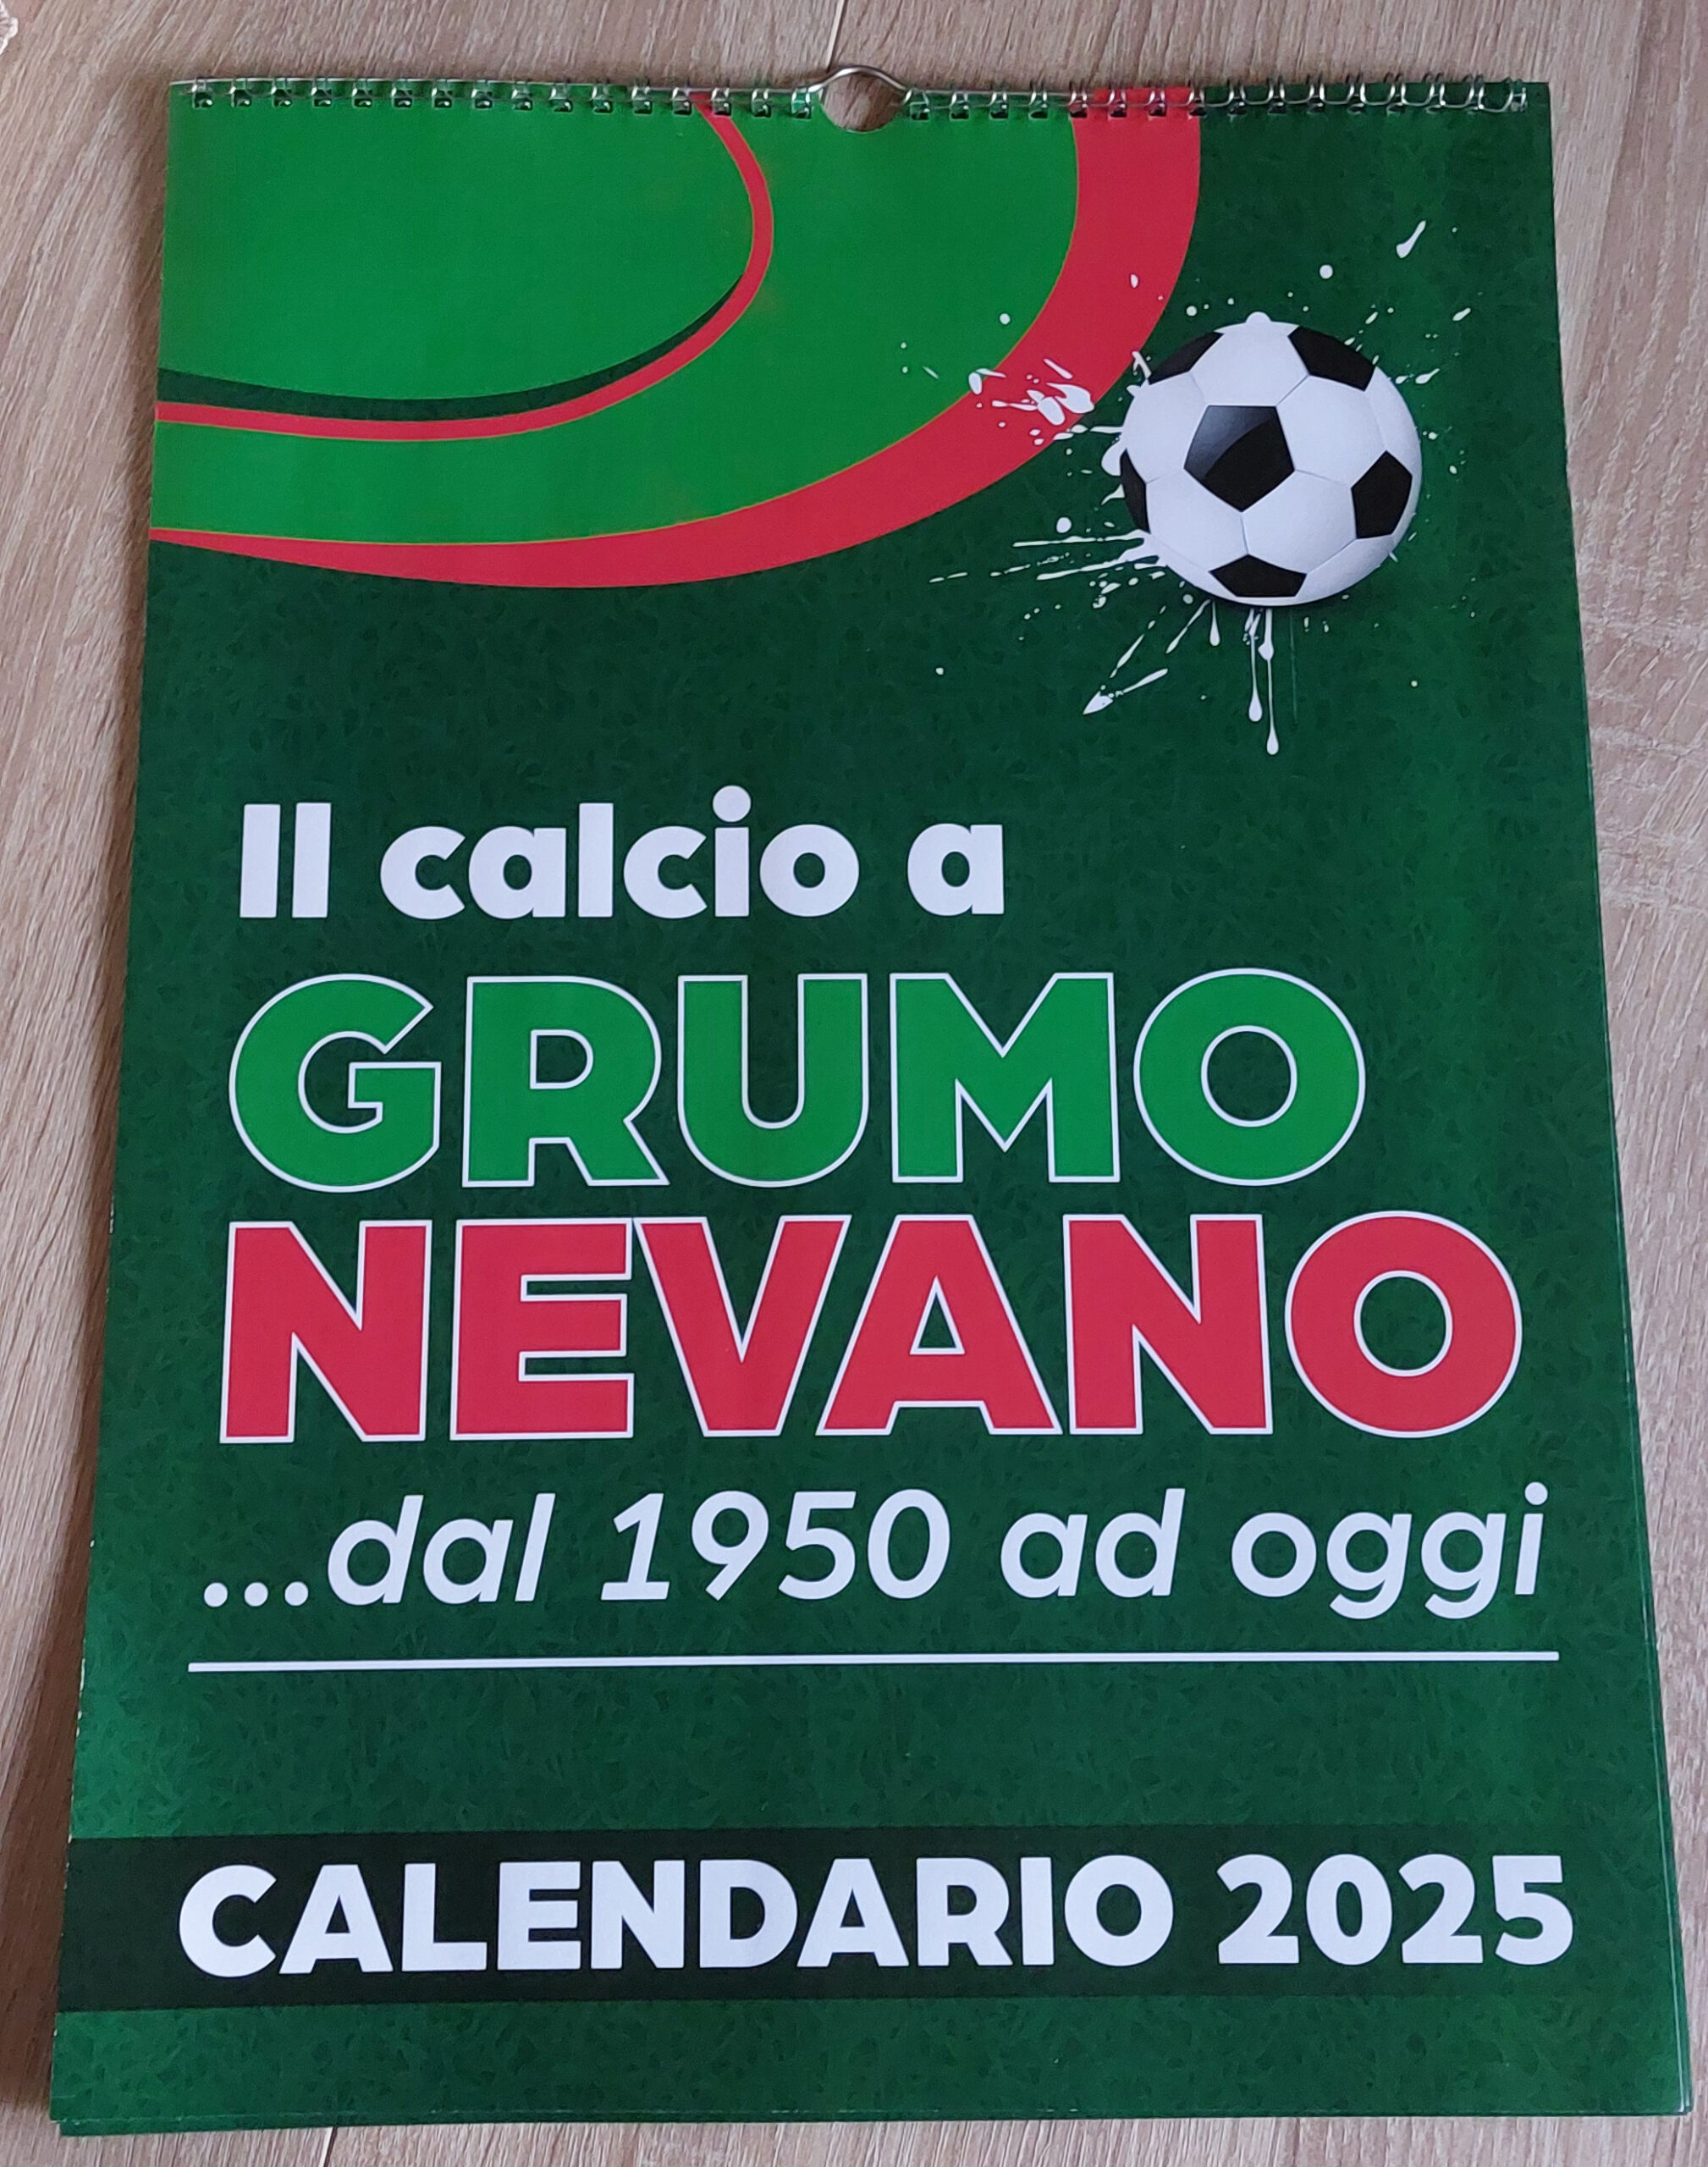 Il calcio a
GRUMO
NEVANO
...dal 1950 ad oggi
CALENDARIO 2025